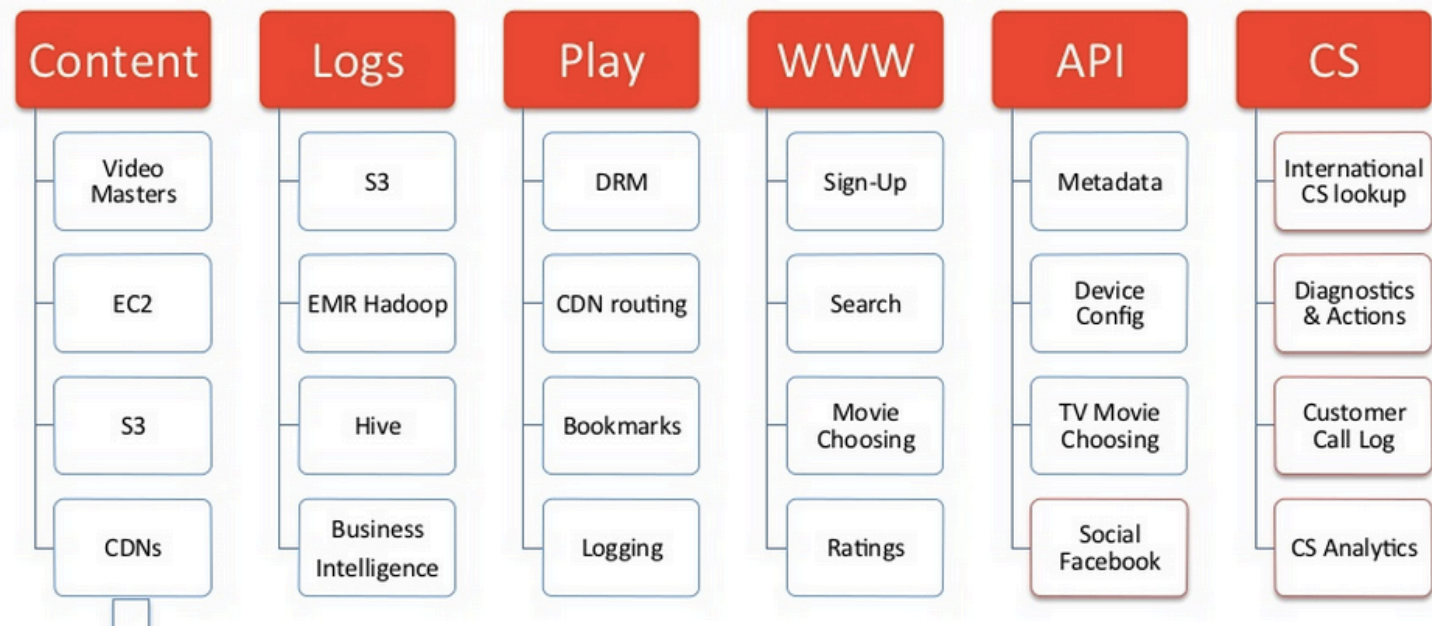 Content
Video
Masters
EC2
S3
CDNs
Logs
S3
EMR Hadoop
Hive
Business
Intelligence
Play
DRM
CDN routing
Bookmarks
Logging
WWW
Sign-Up
Search
Movie
Choosing
Ratings
API
Metadata
Device
Config
TV Movie
Choosing
Social
Facebook
CS
International
CS lookup
Diagnostics
& Actions
Customer
Call Log
CS Analytics